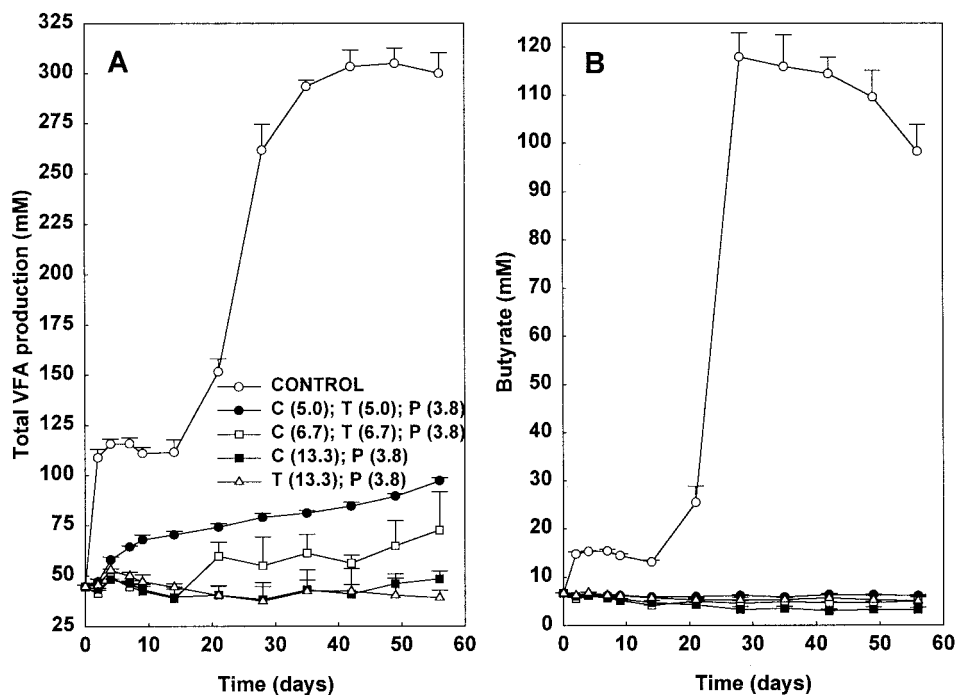 A
Total VFA production (mM)
325
300
275
250
225
200
175
150
125
100
75
50
25
CONTROL
C (5.0); T (5.0); P (3.8)
C (6.7); T (6.7); P (3.8)
C (13.3); P (3.8)
T (13.3); P (3.8)
0 10 20 30 40 50 60
Time (days)
B
Butyrate (mM)
120
110
100
90
80
70
60
50
40
30
20
10
0
0 10 20 30 40 50 60
Time (days)